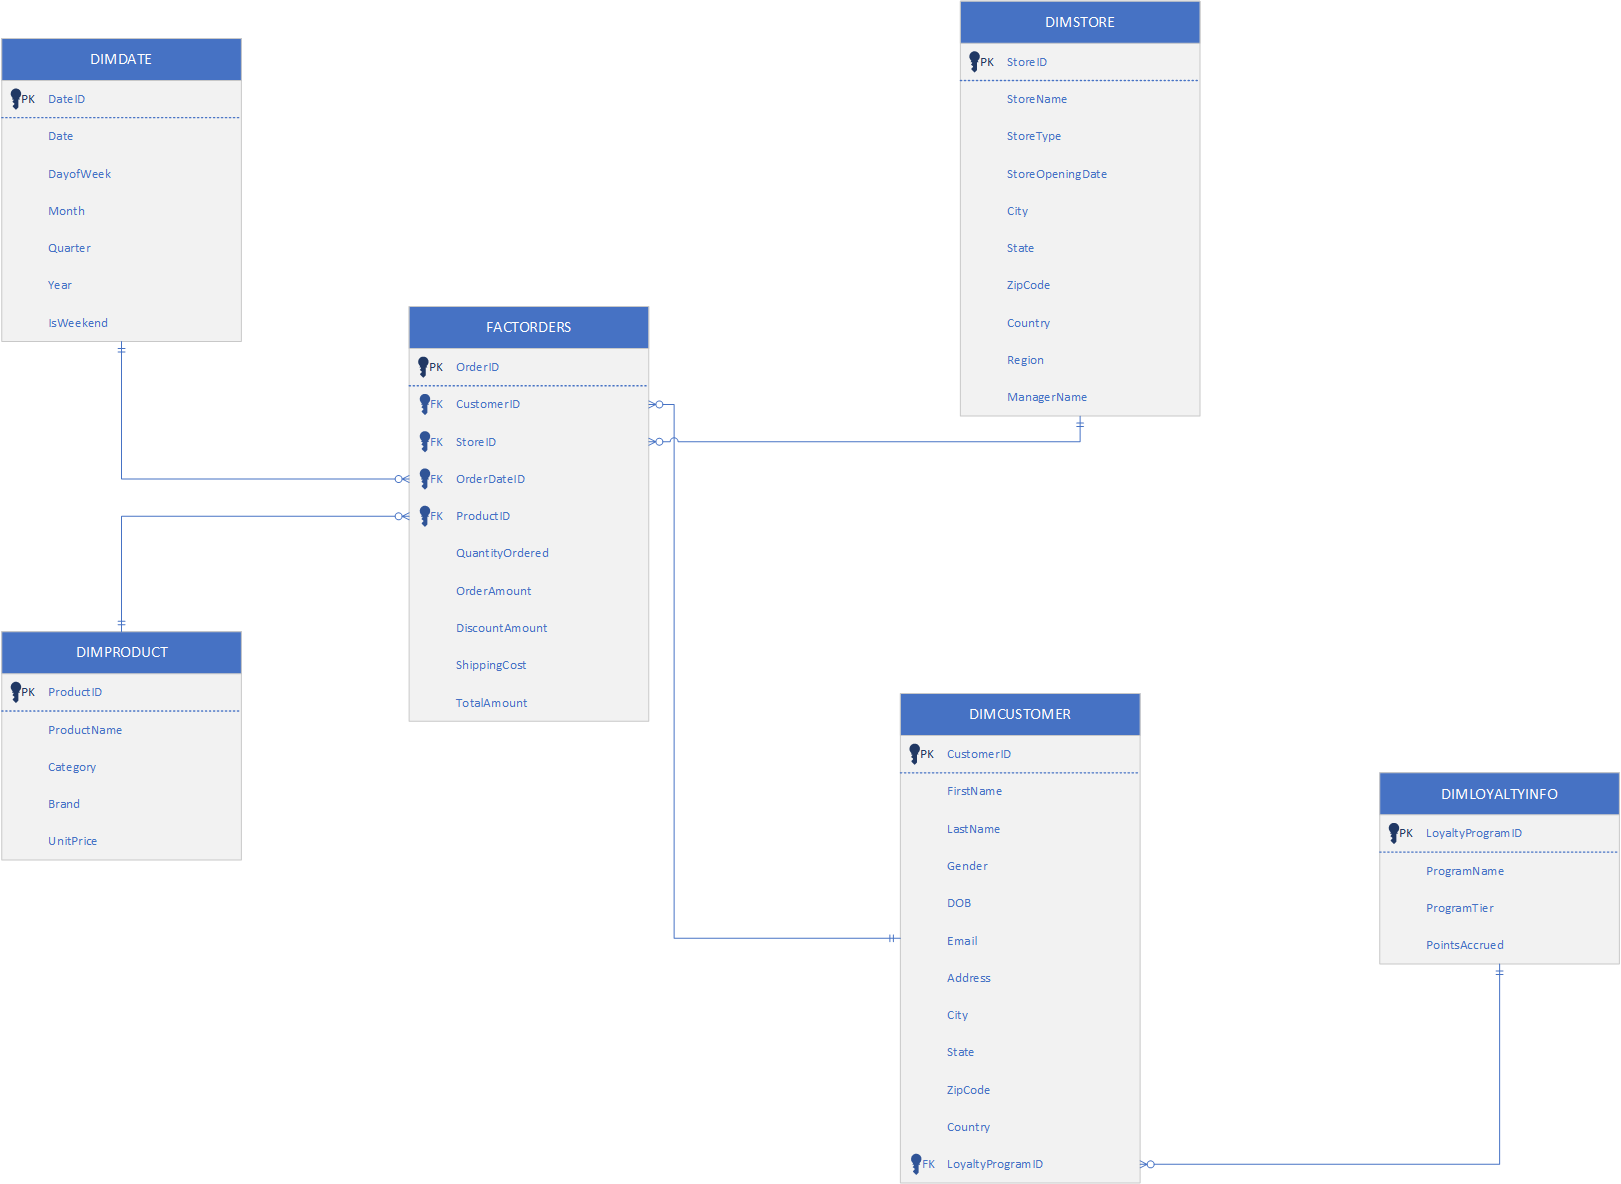 DIMDATE
PK DateID
Date
DayofWeek
Month
Quarter
Year
IsWeekend
DIMSTORE
PK StoreID
StoreName
StoreType
StoreOpeningDate
City
State
ZipCode
Country
Region
ManagerName
FACTORDERS
PK OrderID
FK CustomerID
FK StoreID
FK OrderDateID
FK ProductID
QuantityOrdered
OrderAmount
DiscountAmount
ShippingCost
TotalAmount
DIMPRODUCT
PK ProductID
ProductName
Category
Brand
UnitPrice
DIMCUSTOMER
PK CustomerID
FirstName
LastName
Gender
DOB
Email
Address
City
State
ZipCode
Country
FK LoyaltyProgramID
DIMLOYALTYINFO
PK LoyaltyProgramID
ProgramName
ProgramTier
PointsAccrued